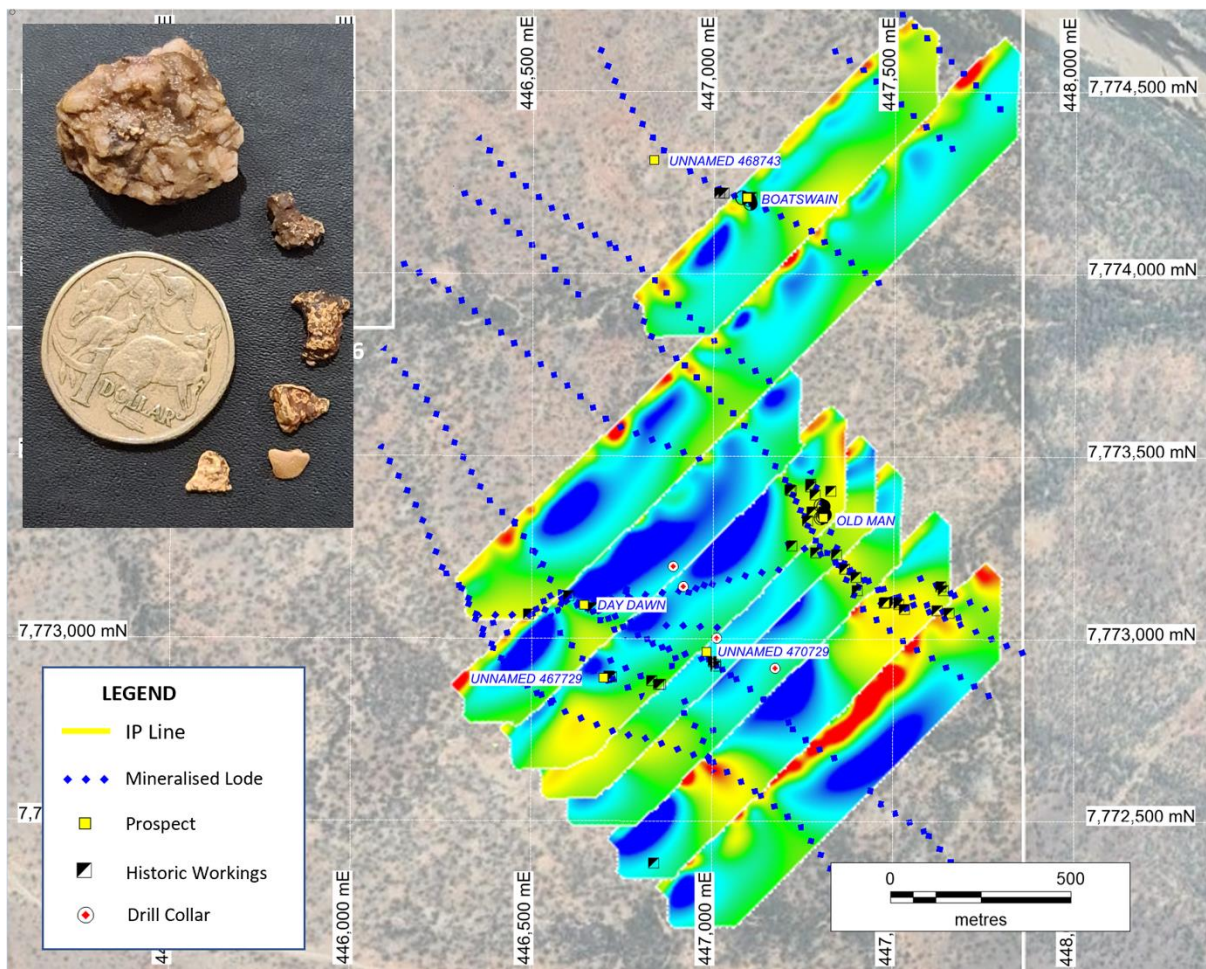 446,500 mE
447,000 mE
447,500 mE
448,000 mE
7,774,500 mN
UNNAMED 468743
BOATSWAIN
7,774,000 mN
1
DOLLAR
6
7,773,500 mN
OLD MAN
DAY DAWN
7,773,000 mN
7,773,000 mN
UNNAMED 470729
UNNAMED 467729
LEGEND
IP Line
Mineralised Lode
Prospect
Historic Workings
Drill Collar
7,772,500 mN
0
500
metres
446,000 mE
446,500 mE
447,000 mE